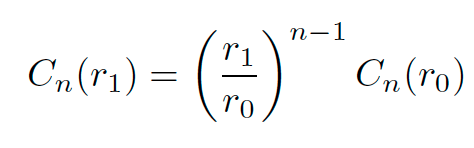 $C_n(r_1) = \left(\frac{r_1}{r_0}\right)^{n-1} C_n(r_0)$